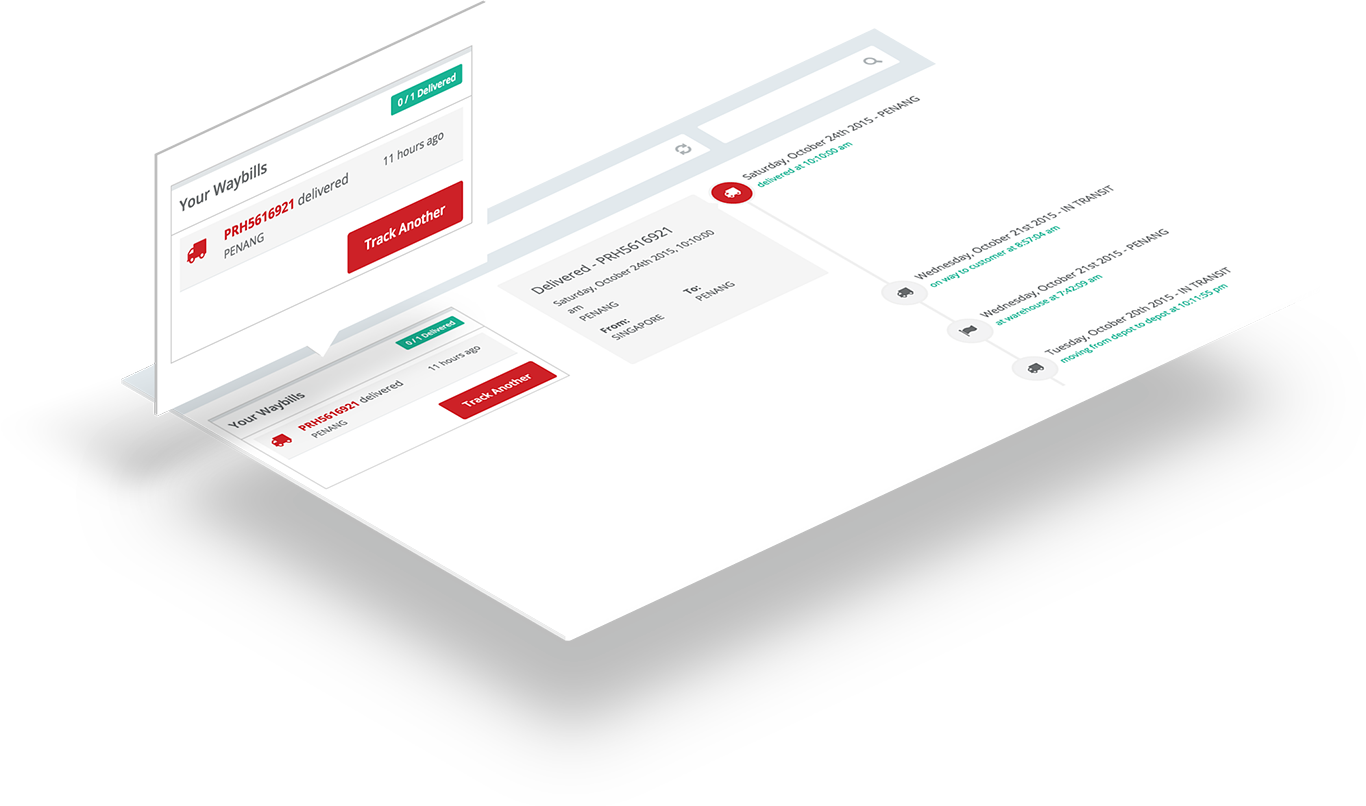 0 / 1 Delivered
Your Waybills
PRH5616921 delivered
11 hours ago
PENANG
Track Another
0 / 1 Delivered
Your Waybills
PRH5616921 delivered
11 hours ago
PENANG
Track Another
Delivered - PRH5616921
Saturday, October 24th 2015, 10:10:00
am
PENANG
From:
SINGAPORE
To:
PENANG
Saturday, October 24th 2015 - PENANG
delivered at 10:10:00 am
Wednesday, October 21st 2015 - IN TRANSIT
on way to customer at 8:57:04 am
Wednesday, October 21st 2015 - PENANG
at warehouse at 7:42:09 am
Tuesday, October 20th 2015 - IN TRANSIT
moving from depot to depot at 10:11:55 pm